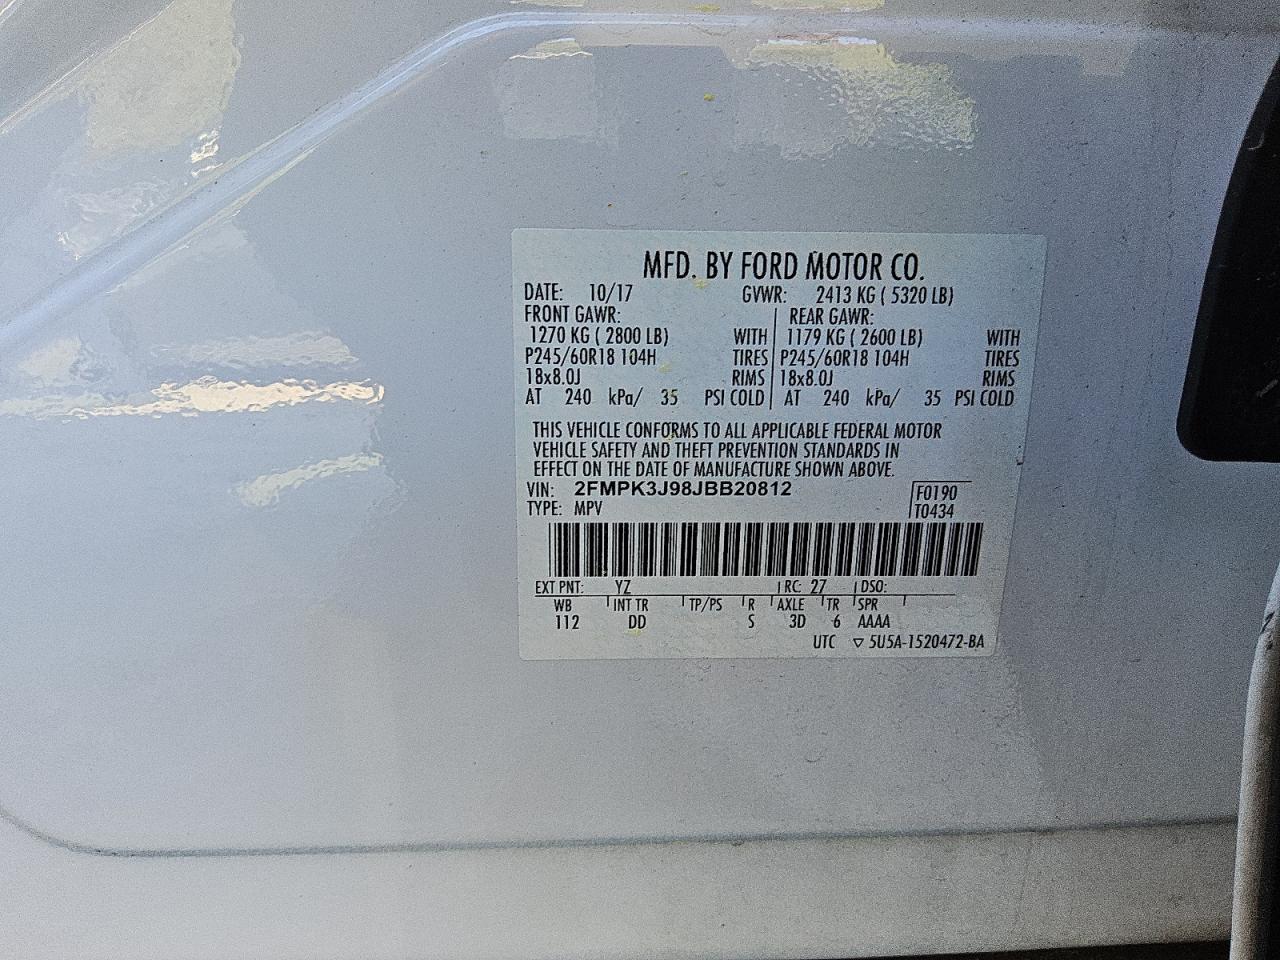 MFD. BY FORD MOTOR CO.
DATE: 10/17 GVWR: 2413 KG ( 5320 LB)
FRONT GAWR: REAR GAWR:
1270 KG ( 2800 LB) WITH 1179 KG ( 2600 LB) WITH
P245/60R18 104H TIRES P245/60R18 104H TIRES
18x8.0J RIMS 18x8.0J RIMS
AT 240 kPa/ 35 PSI COLD AT 240 kPa/ 35 PSI COLD
THIS VEHICLE CONFORMS TO ALL APPLICABLE FEDERAL MOTOR
VEHICLE SAFETY AND THEFT PREVENTION STANDARDS IN
EFFECT ON THE DATE OF MANUFACTURE SHOWN ABOVE.
VIN: 2FMPK3J98JBB20812 F0190
TYPE: MPV T0434
EXT PNT: YZ RC: 27 DSO:
WB INT TR TP/PS R AXLE TR SPR
112 DD S 3D 6 AAAA
UTC ▽ 5U5A-1520472-BA